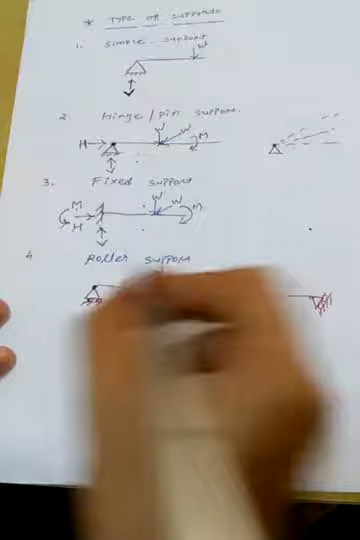 * Type of supports
1. Simple support
W
2. Hinge/pin support
H W W M
3. Fixed support
M H W W M
4 Roller support